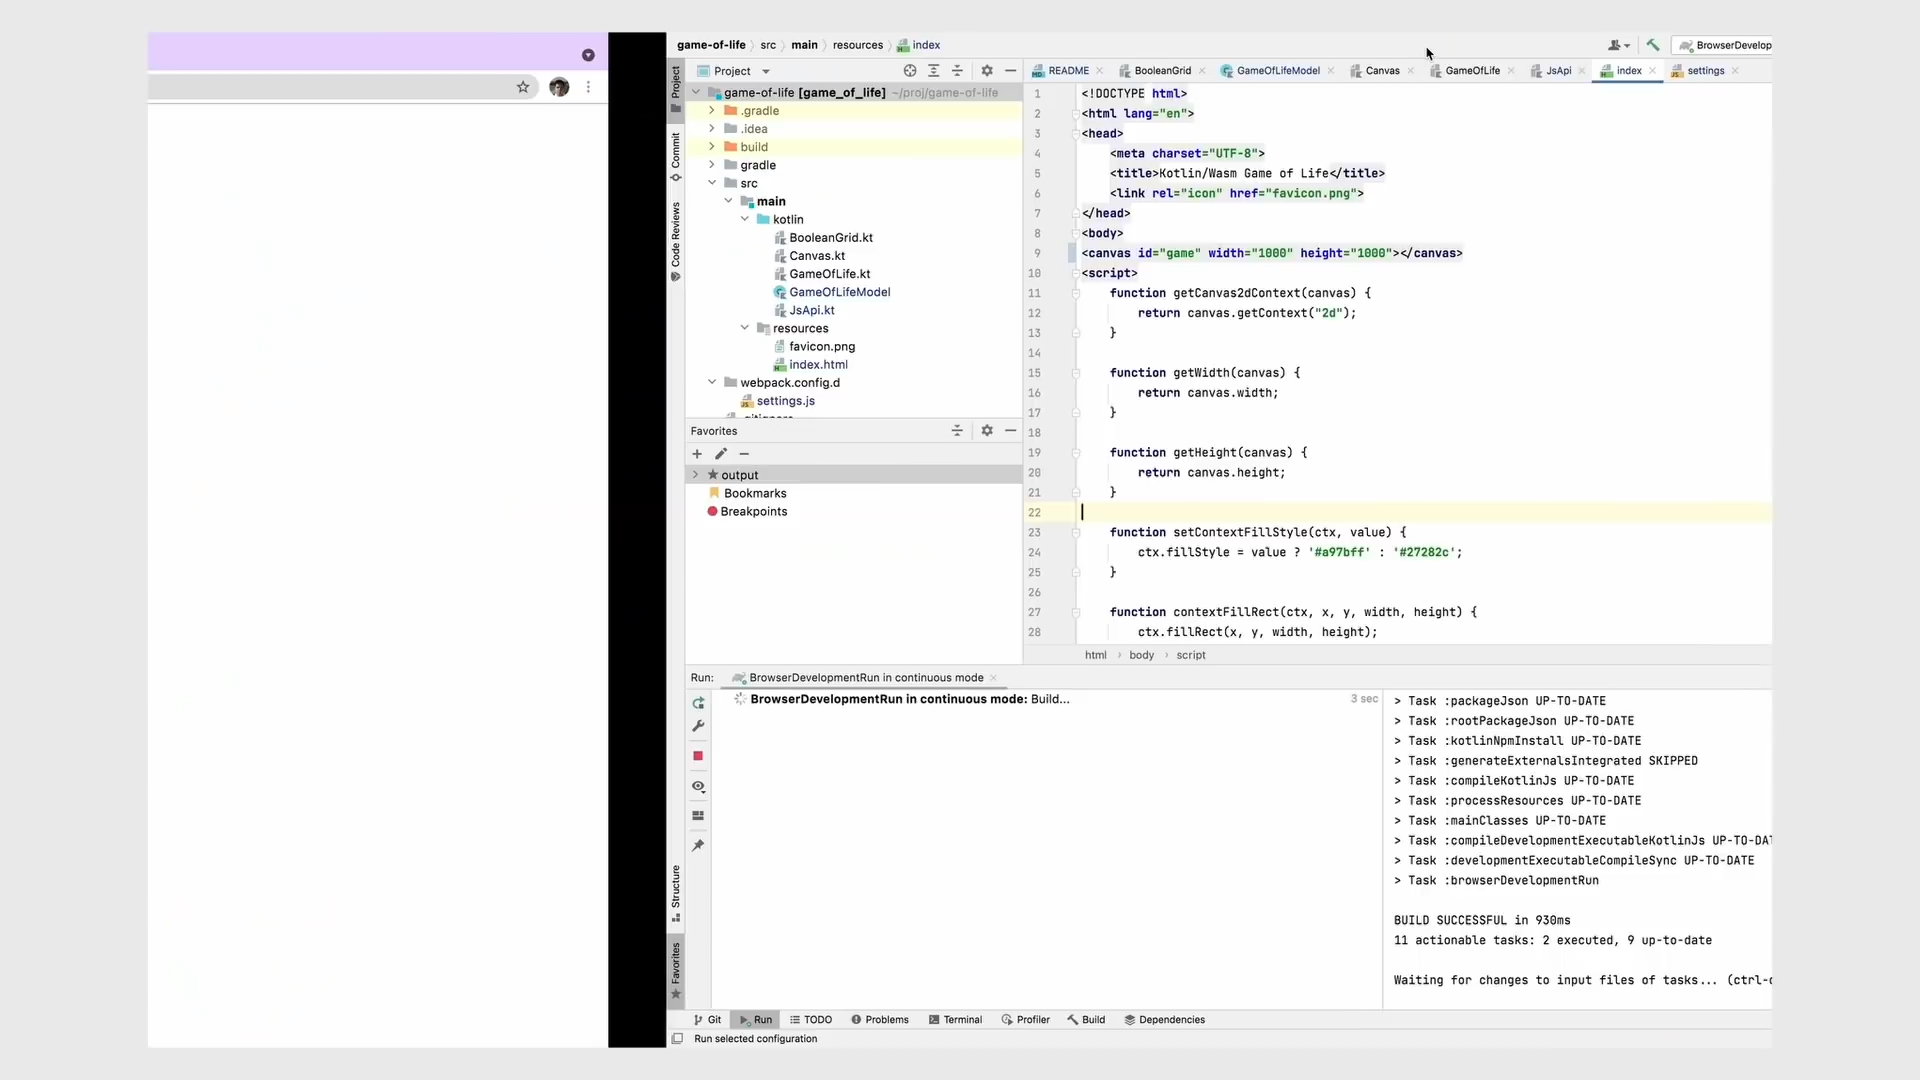 game-of-life src main resources index
BrowserDevelop
Project
Project
Commit
Code Reviews
game-of-life [game_of_life] ~/proj/game-of-life
.gradle
.idea
build
gradle
src
main
kotlin
BooleanGrid.kt
Canvas.kt
GameOfLife.kt
GameOfLifeModel
JsApi.kt
resources
favicon.png
index.html
webpack.config.d
settings.js
Favorites
output
Bookmarks
Breakpoints
README BooleanGrid GameOfLifeModel Canvas GameOfLife JsApi index settings
1 <!DOCTYPE html>
2 <html lang="en">
3 <head>
4 <meta charset="UTF-8">
5 <title>Kotlin/Wasm Game of Life</title>
6 <link rel="icon" href="favicon.png">
7 </head>
8 <body>
9 <canvas id="game" width="1000" height="1000"></canvas>
10 <script>
11 function getCanvas2dContext(canvas) {
12 return canvas.getContext("2d");
13 }
14
15 function getWidth(canvas) {
16 return canvas.width;
17 }
18
19 function getHeight(canvas) {
20 return canvas.height;
21 }
22
23 function setContextFillStyle(ctx, value) {
24 ctx.fillStyle = value ? '#a97bff' : '#27282c';
25 }
26
27 function contextFillRect(ctx, x, y, width, height) {
28 ctx.fillRect(x, y, width, height);
html body script
Run: BrowserDevelopmentRun in continuous mode
BrowserDevelopmentRun in continuous mode: Build... 3 sec
> Task :packageJson UP-TO-DATE
> Task :rootPackageJson UP-TO-DATE
> Task :kotlinNpmInstall UP-TO-DATE
> Task :generateExternalsIntegrated SKIPPED
> Task :compileKotlinJs UP-TO-DATE
> Task :processResources UP-TO-DATE
> Task :mainClasses UP-TO-DATE
> Task :compileDevelopmentExecutableKotlinJs UP-TO-DAT
> Task :developmentExecutableCompileSync UP-TO-DATE
> Task :browserDevelopmentRun
BUILD SUCCESSFUL in 930ms
11 actionable tasks: 2 executed, 9 up-to-date
Waiting for changes to input files of tasks... (ctrl-
Structure
Favorites
Git Run TODO Problems Terminal Profiler Build Dependencies
Run selected configuration